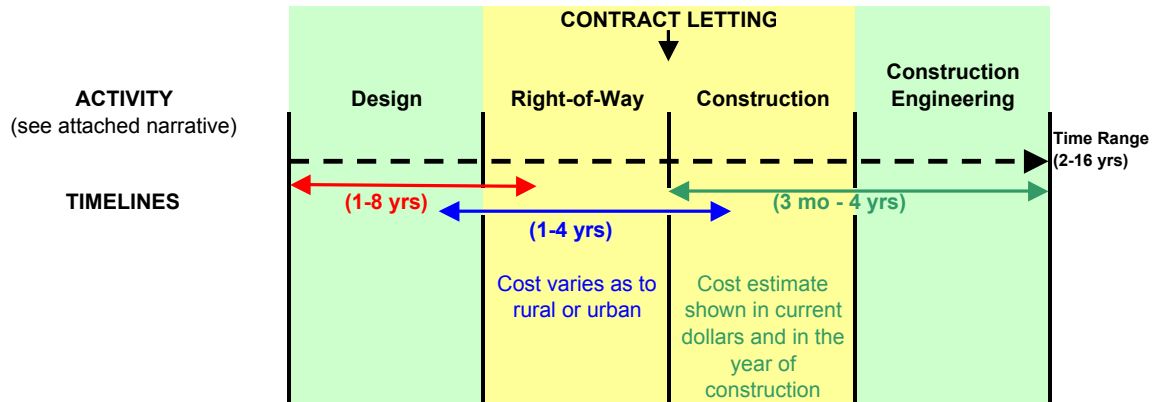 CONTRACT LETTING
ACTIVITY
(see attached narrative)
Design
Right-of-Way
Construction
Construction
Engineering
Time Range
(2-16 yrs)
TIMELINES
(1-8 yrs)
(3 mo - 4 yrs)
(1-4 yrs)
Cost varies as to
rural or urban
Cost estimate
shown in current
dollars and in the
year of
construction